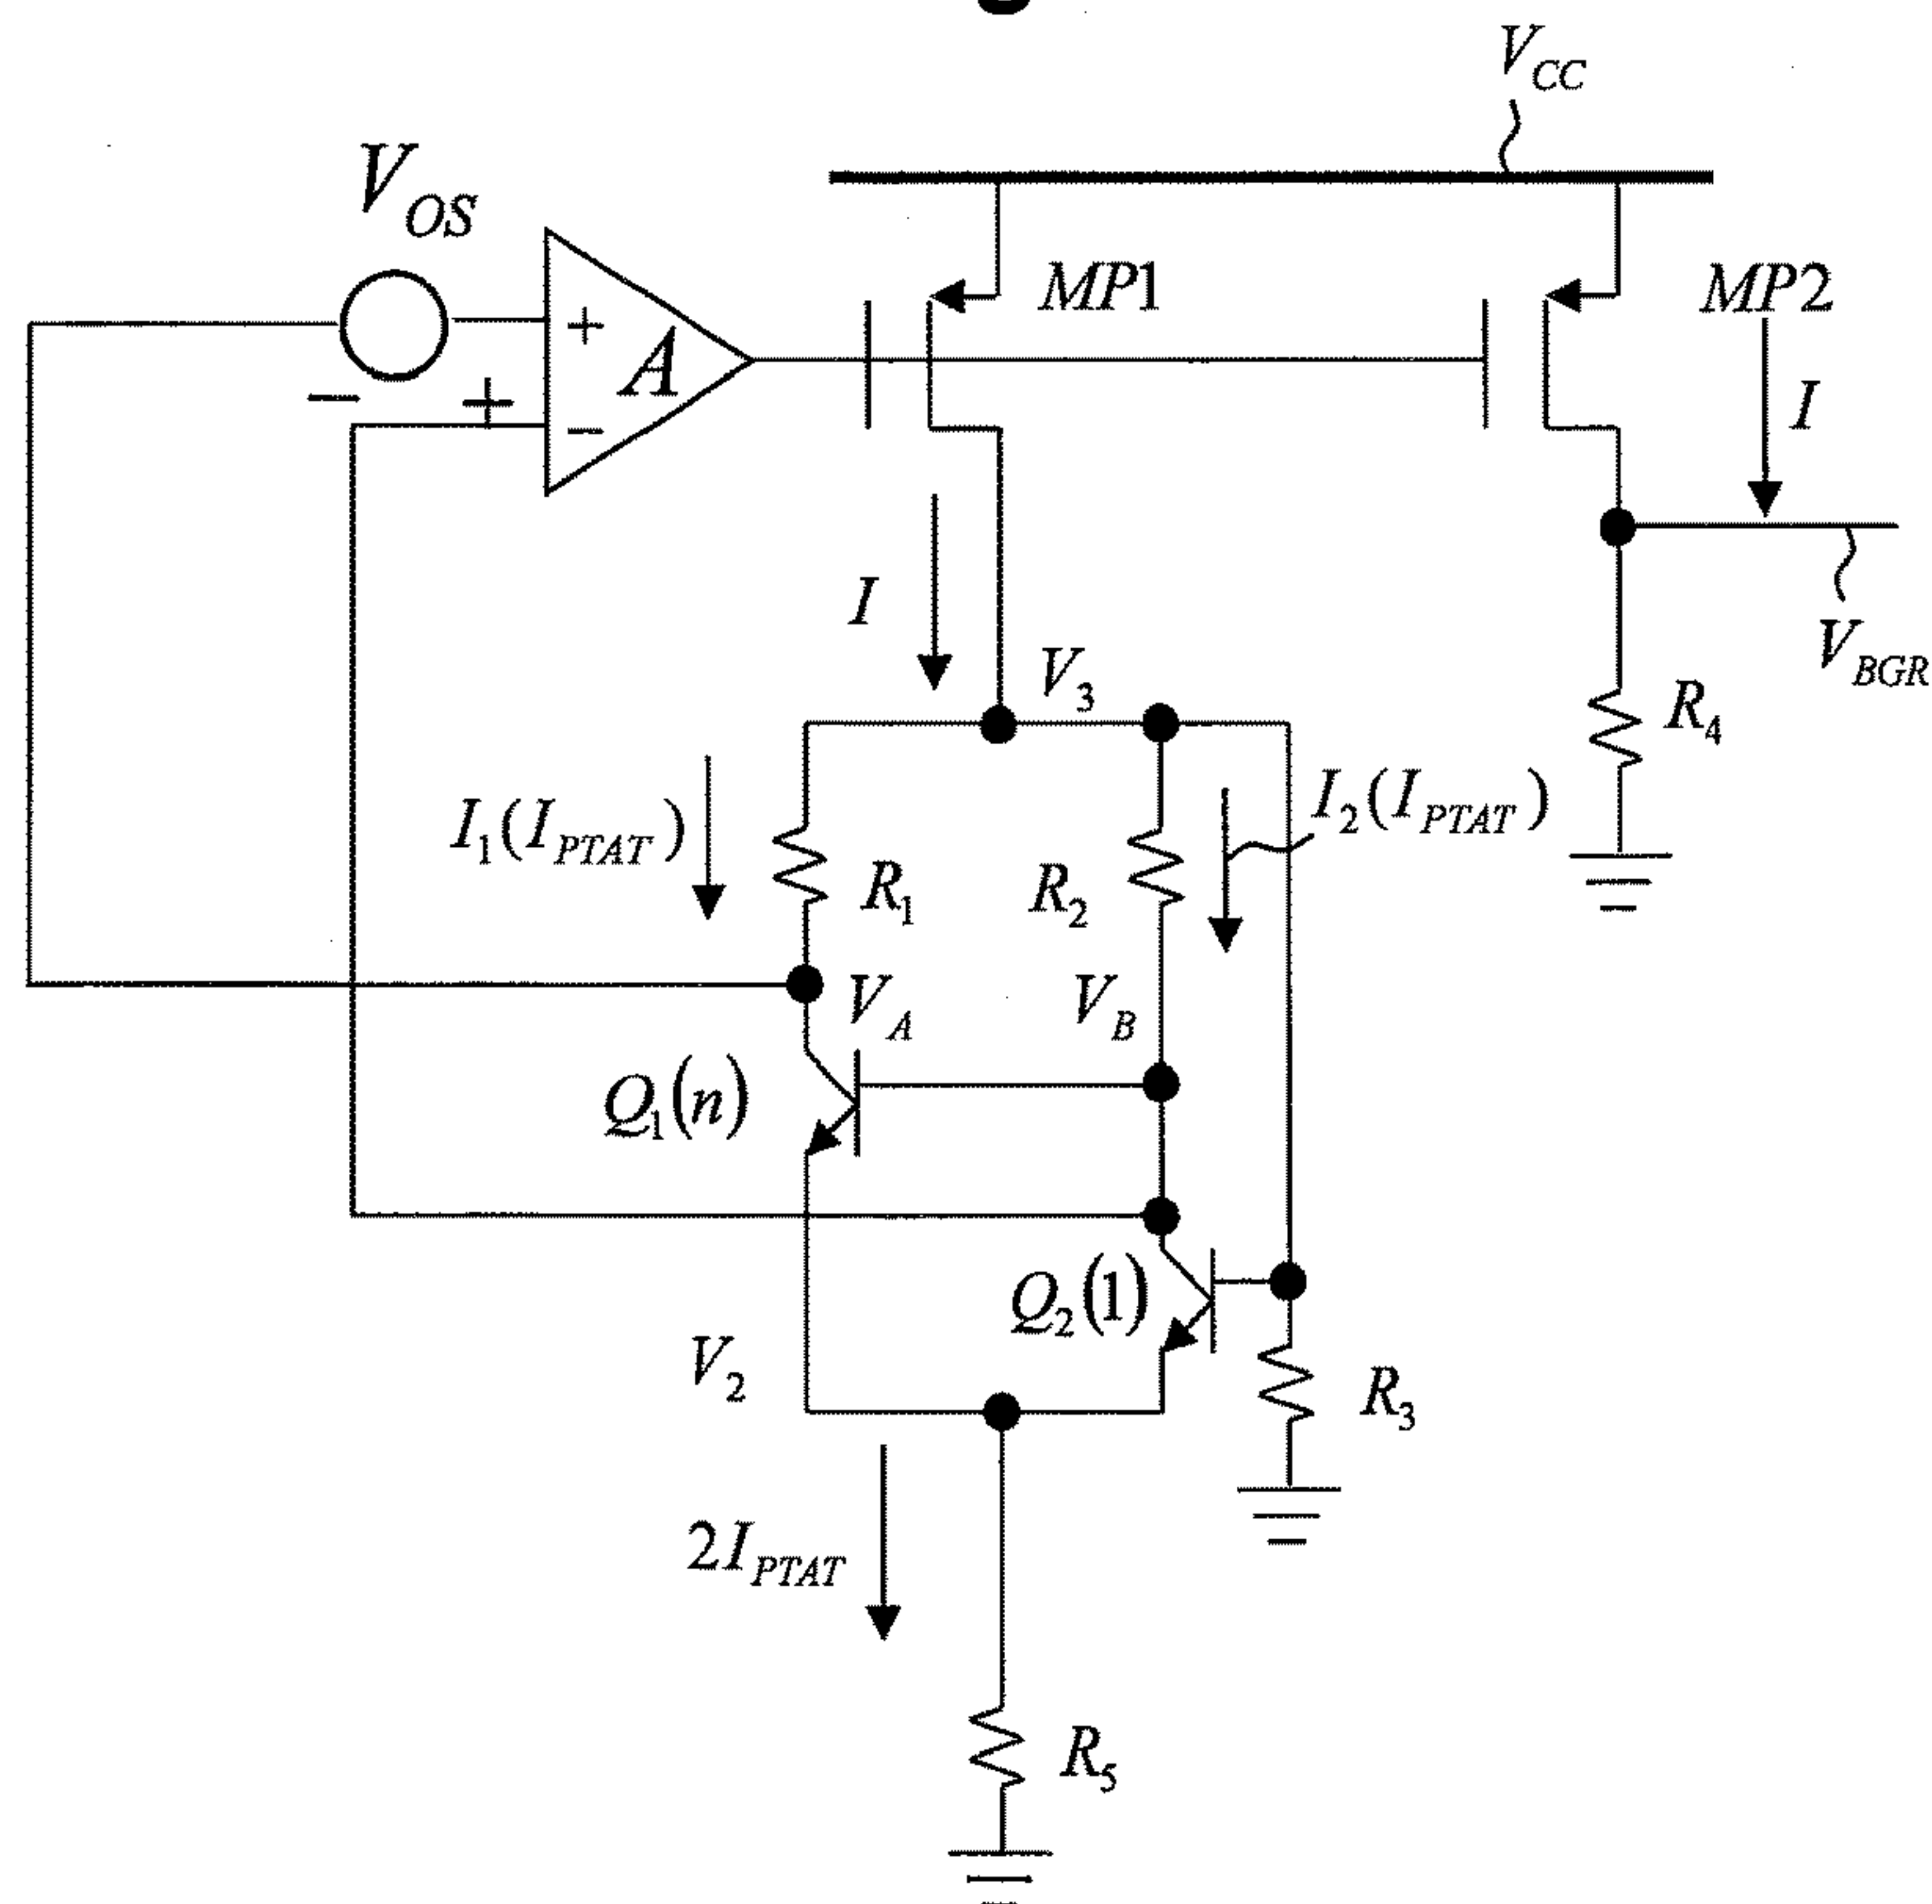 V_CC
V_OS
+
A
−
− +
MP1
MP2
I
I
V_3
V_BGR
R_4
I_1(I_PTAT)
I_2(I_PTAT)
R_1
R_2
V_A
V_B
Q_1(n)
Q_2(1)
V_2
R_3
2I_PTAT
R_5